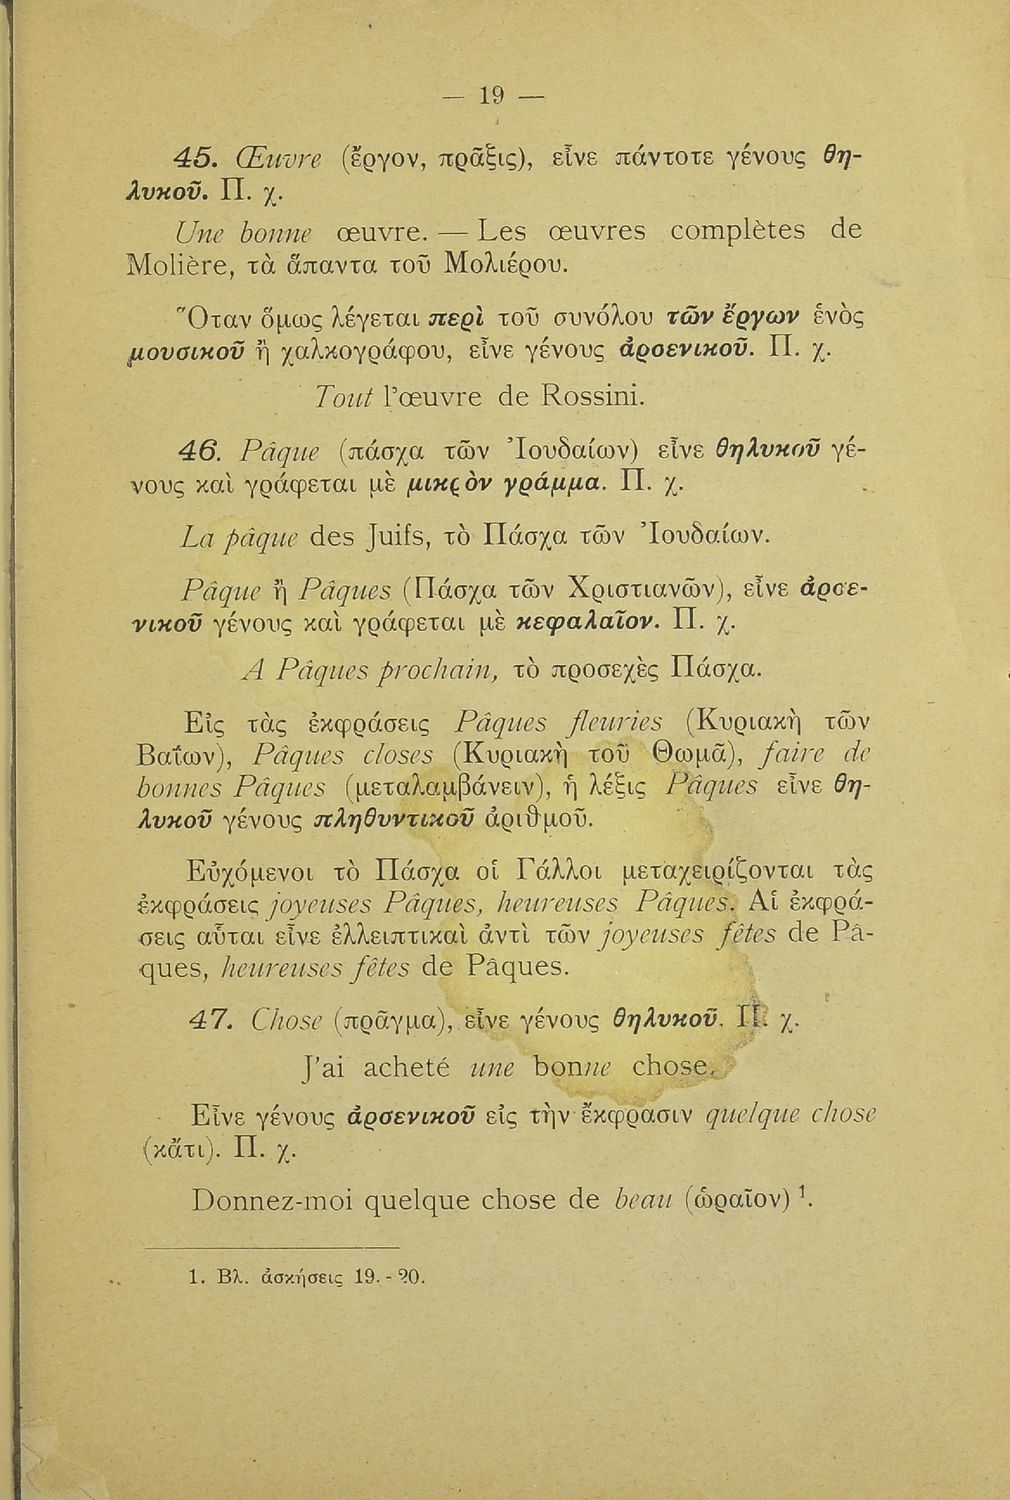 — 19 —
45. Œuvre (ἔργον, πρᾶξις), εἶνε πάντοτε γένους θη-
λυκοῦ. Π. χ.
Une bonne œuvre. — Les œuvres complètes de
Molière, τὰ ἅπαντα τοῦ Μολιέρου.
Ὅταν ὅμως λέγεται περὶ τοῦ συνόλου τῶν ἔργων ἑνὸς
μουσικοῦ ἢ χαλκογράφου, εἶνε γένους ἀρσενικοῦ. Π. χ.
Tout l'œuvre de Rossini.
46. Pâque (πάσχα τῶν Ἰουδαίων) εἶνε θηλυκοῦ γέ-
νους καὶ γράφεται μὲ μικρὸν γράμμα. Π. χ.
La pâque des Juifs, τὸ Πάσχα τῶν Ἰουδαίων.
Pâque ἢ Pâques (Πάσχα τῶν Χριστιανῶν), εἶνε ἀρσε-
νικοῦ γένους καὶ γράφεται μὲ κεφαλαῖον. Π. χ.
A Pâques prochain, τὸ προσεχὲς Πάσχα.
Εἰς τὰς ἐκφράσεις Pâques fleuries (Κυριακὴ τῶν
Βαΐων), Pâques closes (Κυριακὴ τοῦ Θωμᾶ), faire de
bonnes Pâques (μεταλαμβάνειν), ἡ λέξις Pâques εἶνε θη-
λυκοῦ γένους πληθυντικοῦ ἀριθμοῦ.
Εὐχόμενοι τὸ Πάσχα οἱ Γάλλοι μεταχειρίζονται τὰς
ἐκφράσεις joyeuses Pâques, heureuses Pâques. Αἱ ἐκφρά-
σεις αὗται εἶνε ἐλλειπτικαὶ ἀντὶ τῶν joyeuses fêtes de Pâ-
ques, heureuses fêtes de Pâques.
47. Chose (πρᾶγμα), εἶνε γένους θηλυκοῦ. Π. χ.
J'ai acheté une bonne chose.
Εἶνε γένους ἀρσενικοῦ εἰς τὴν ἔκφρασιν quelque chose
(κἄτι). Π. χ.
Donnez-moi quelque chose de beau (ὡραῖον) ¹.
1. Βλ. ἀσκήσεις 19. - 20.